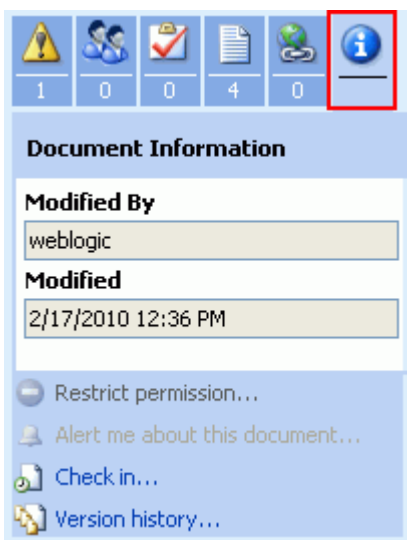 1 0 0 4 0
Document Information
Modified By
weblogic
Modified
2/17/2010 12:36 PM
Restrict permission...
Alert me about this document...
Check in...
Version history...